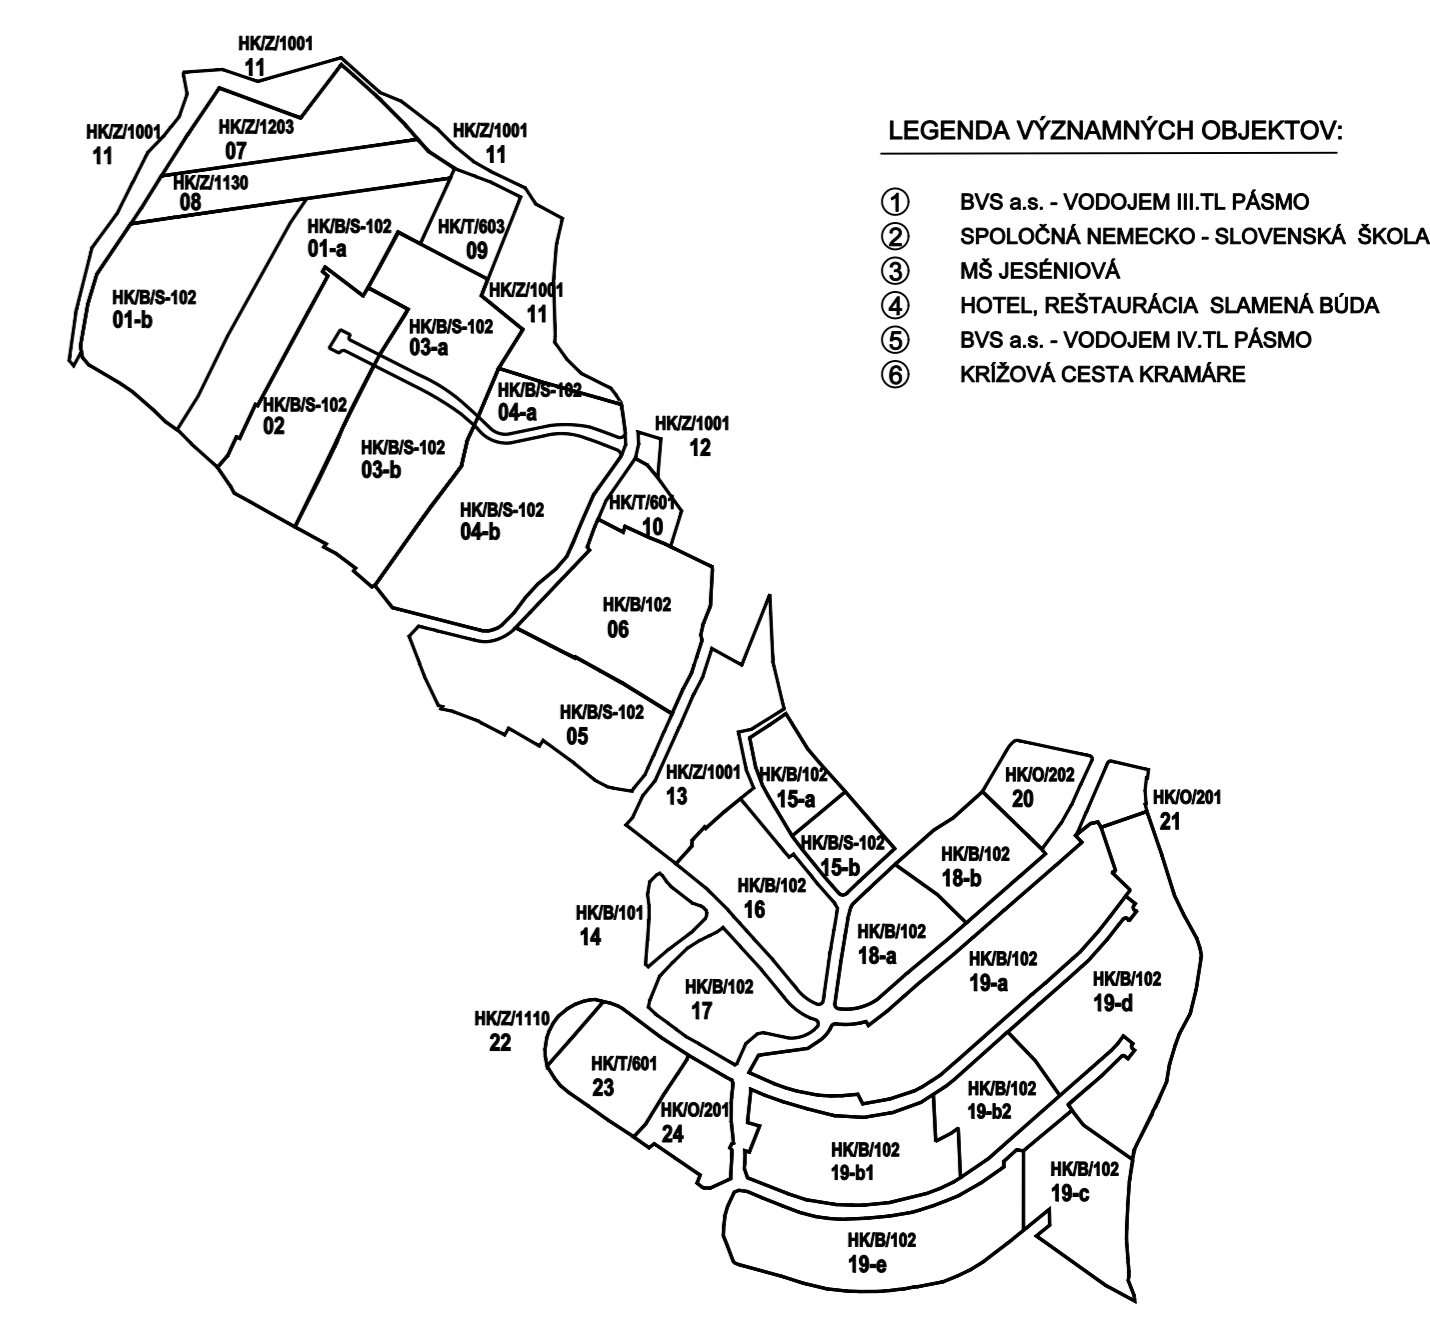 HK/Z/1001
11
HK/Z/1001
11
HK/Z/1203
07
HK/Z/1001
11
HK/Z/1130
08
HK/B/S-102
01-a
HK/T/603
09
HK/B/S-102
01-b
HK/Z/1001
11
HK/B/S-102
03-a
HK/B/S-102
04-a
HK/B/S-102
02
HK/Z/1001
12
HK/B/S-102
03-b
HK/T/601
10
HK/B/S-102
04-b
HK/B/102
06
HK/B/S-102
05
HK/Z/1001
13
HK/B/102
15-a
HK/O/202
20
HK/O/201
21
HK/B/S-102
15-b
HK/B/102
18-b
HK/B/102
16
HK/B/101
14
HK/B/102
18-a
HK/B/102
19-a
HK/B/102
17
HK/B/102
19-d
HK/Z/1110
22
HK/T/601
23
HK/B/102
19-b2
HK/O/201
24
HK/B/102
19-b1
HK/B/102
19-c
HK/B/102
19-e
LEGENDA VÝZNAMNÝCH OBJEKTOV:
1 BVS a.s. - VODOJEM III.TL PÁSMO
2 SPOLOČNÁ NEMECKO - SLOVENSKÁ ŠKOLA
3 MŠ JESÉNIOVÁ
4 HOTEL, REŠTAURÁCIA SLAMENÁ BÚDA
5 BVS a.s. - VODOJEM IV.TL PÁSMO
6 KRÍŽOVÁ CESTA KRAMÁRE